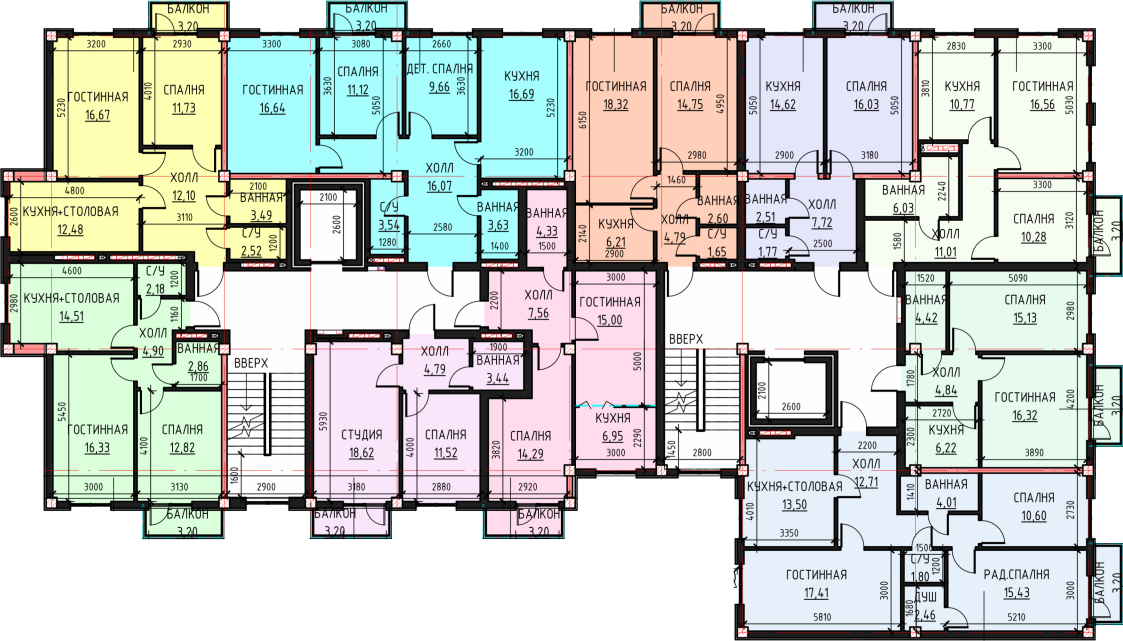 БАЛКОН
3,20
БАЛКОН
3,20
БАЛКОН
3,20
БАЛКОН
3,20
3200
2930
3300
3080
2660
2830
3300
5230
ГОСТИННАЯ
16,67
4010
СПАЛНЯ
11,73
ГОСТИННАЯ
16,64
3630
СПАЛНЯ
11,12
5050
ДЕТ. СПАЛНЯ
9,66
3630
КУХНЯ
16,69
5230
3200
6150
ГОСТИННАЯ
18,32
СПАЛНЯ
14,75
4950
2980
5050
КУХНЯ
14,62
2900
СПАЛНЯ
16,03
5050
3180
3810
КУХНЯ
10,77
ГОСТИННАЯ
16,56
5030
4800
2600
КУХНЯ+СТОЛОВАЯ
12,48
ХОЛЛ
12,10
3110
2100
ВАННАЯ
3,49
С/У
2,52
1200
2100
2600
С/У
3,54
1280
ХОЛЛ
16,07
2580
ВАННАЯ
3,63
1400
ВАННАЯ
4,33
1500
2140
КУХНЯ
6,21
2900
1460
ХОЛЛ
4,79
ВАННАЯ
2,60
С/У
1,65
ВАННАЯ
2,51
С/У
1,77
ХОЛЛ
7,72
2500
ВАННАЯ
6,03
2240
1580
ХОЛЛ
11,01
3300
СПАЛНЯ
10,28
3120
БАЛКОН
3,20
4600
2980
КУХНЯ+СТОЛОВАЯ
14,51
С/У
2,18
1200
1160
ХОЛЛ
4,90
ВАННАЯ
2,86
1700
2200
ХОЛЛ
7,56
3000
ГОСТИННАЯ
15,00
5000
КУХНЯ
6,95
2290
3000
1520
ВАННАЯ
4,42
5090
СПАЛНЯ
15,13
2980
ВВЕРХ
ВВЕРХ
5450
ГОСТИННАЯ
16,33
3000
4100
СПАЛНЯ
12,82
3130
1600
2900
5930
СТУДИЯ
18,62
3180
ХОЛЛ
4,79
1900
ВАННАЯ
3,44
4000
СПАЛНЯ
11,52
2880
3820
СПАЛНЯ
14,29
2920
1450
2800
2100
2600
1780
ХОЛЛ
4,84
2720
2300
КУХНЯ
6,22
ГОСТИННАЯ
16,32
4200
3890
БАЛКОН
3,20
2200
ХОЛЛ
12,71
КУХНЯ+СТОЛОВАЯ
13,50
4010
3350
1410
ВАННАЯ
4,01
СПАЛНЯ
10,60
2730
БАЛКОН
3,20
БАЛКОН
3,20
БАЛКОН
3,20
ГОСТИННАЯ
17,41
5810
3000
1500
С/У
1,80
1200
ДУШ
2,46
1680
РАД.СПАЛНЯ
15,43
5210
3000
БАЛКОН
3,20